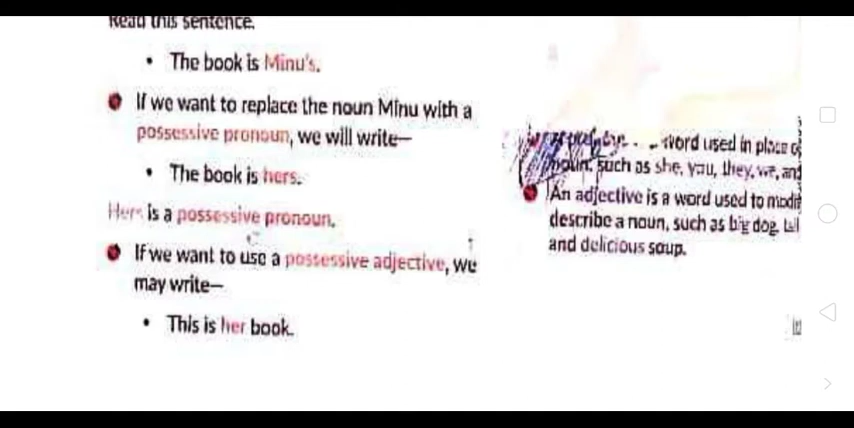 Read this sentence.
• The book is Minu's.
If we want to replace the noun Minu with a
possessive pronoun, we will write—
• The book is hers.
Hers is a possessive pronoun.
If we want to use a possessive adjective, we
may write—
• This is her book.
word used in place of
noun, such as she, you, they, we, and
An adjective is a word used to modif
describe a noun, such as big dog, tall
and delicious soup.